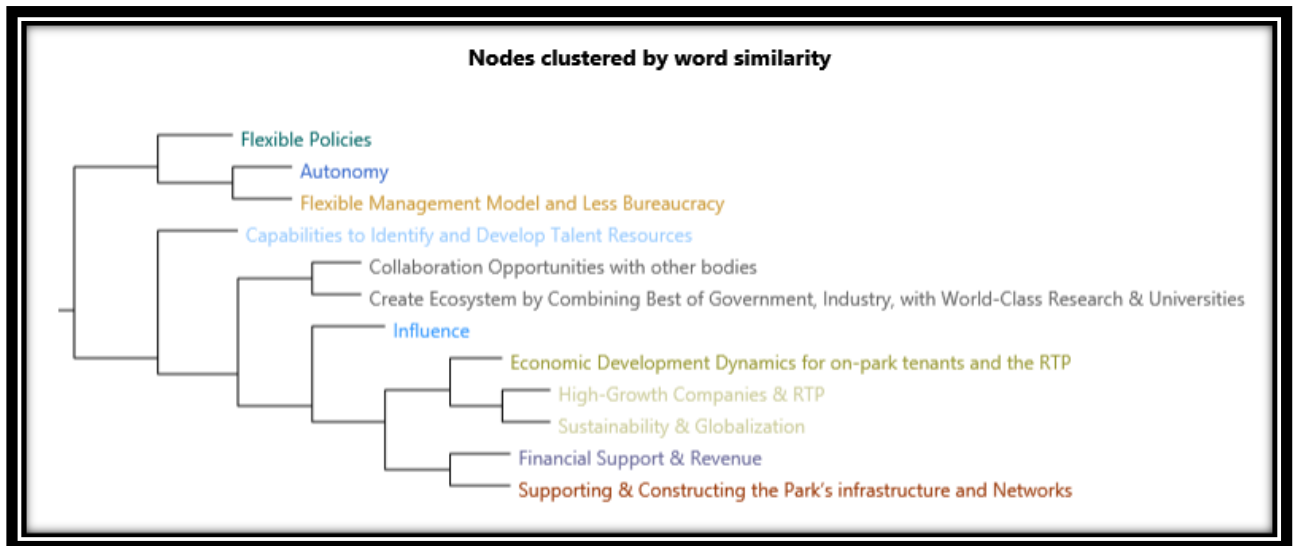 Nodes clustered by word similarity
Flexible Policies
Autonomy
Flexible Management Model and Less Bureaucracy
Capabilities to Identify and Develop Talent Resources
Collaboration Opportunities with other bodies
Create Ecosystem by Combining Best of Government, Industry, with World-Class Research & Universities
Influence
Economic Development Dynamics for on-park tenants and the RTP
High-Growth Companies & RTP
Sustainability & Globalization
Financial Support & Revenue
Supporting & Constructing the Park's infrastructure and Networks